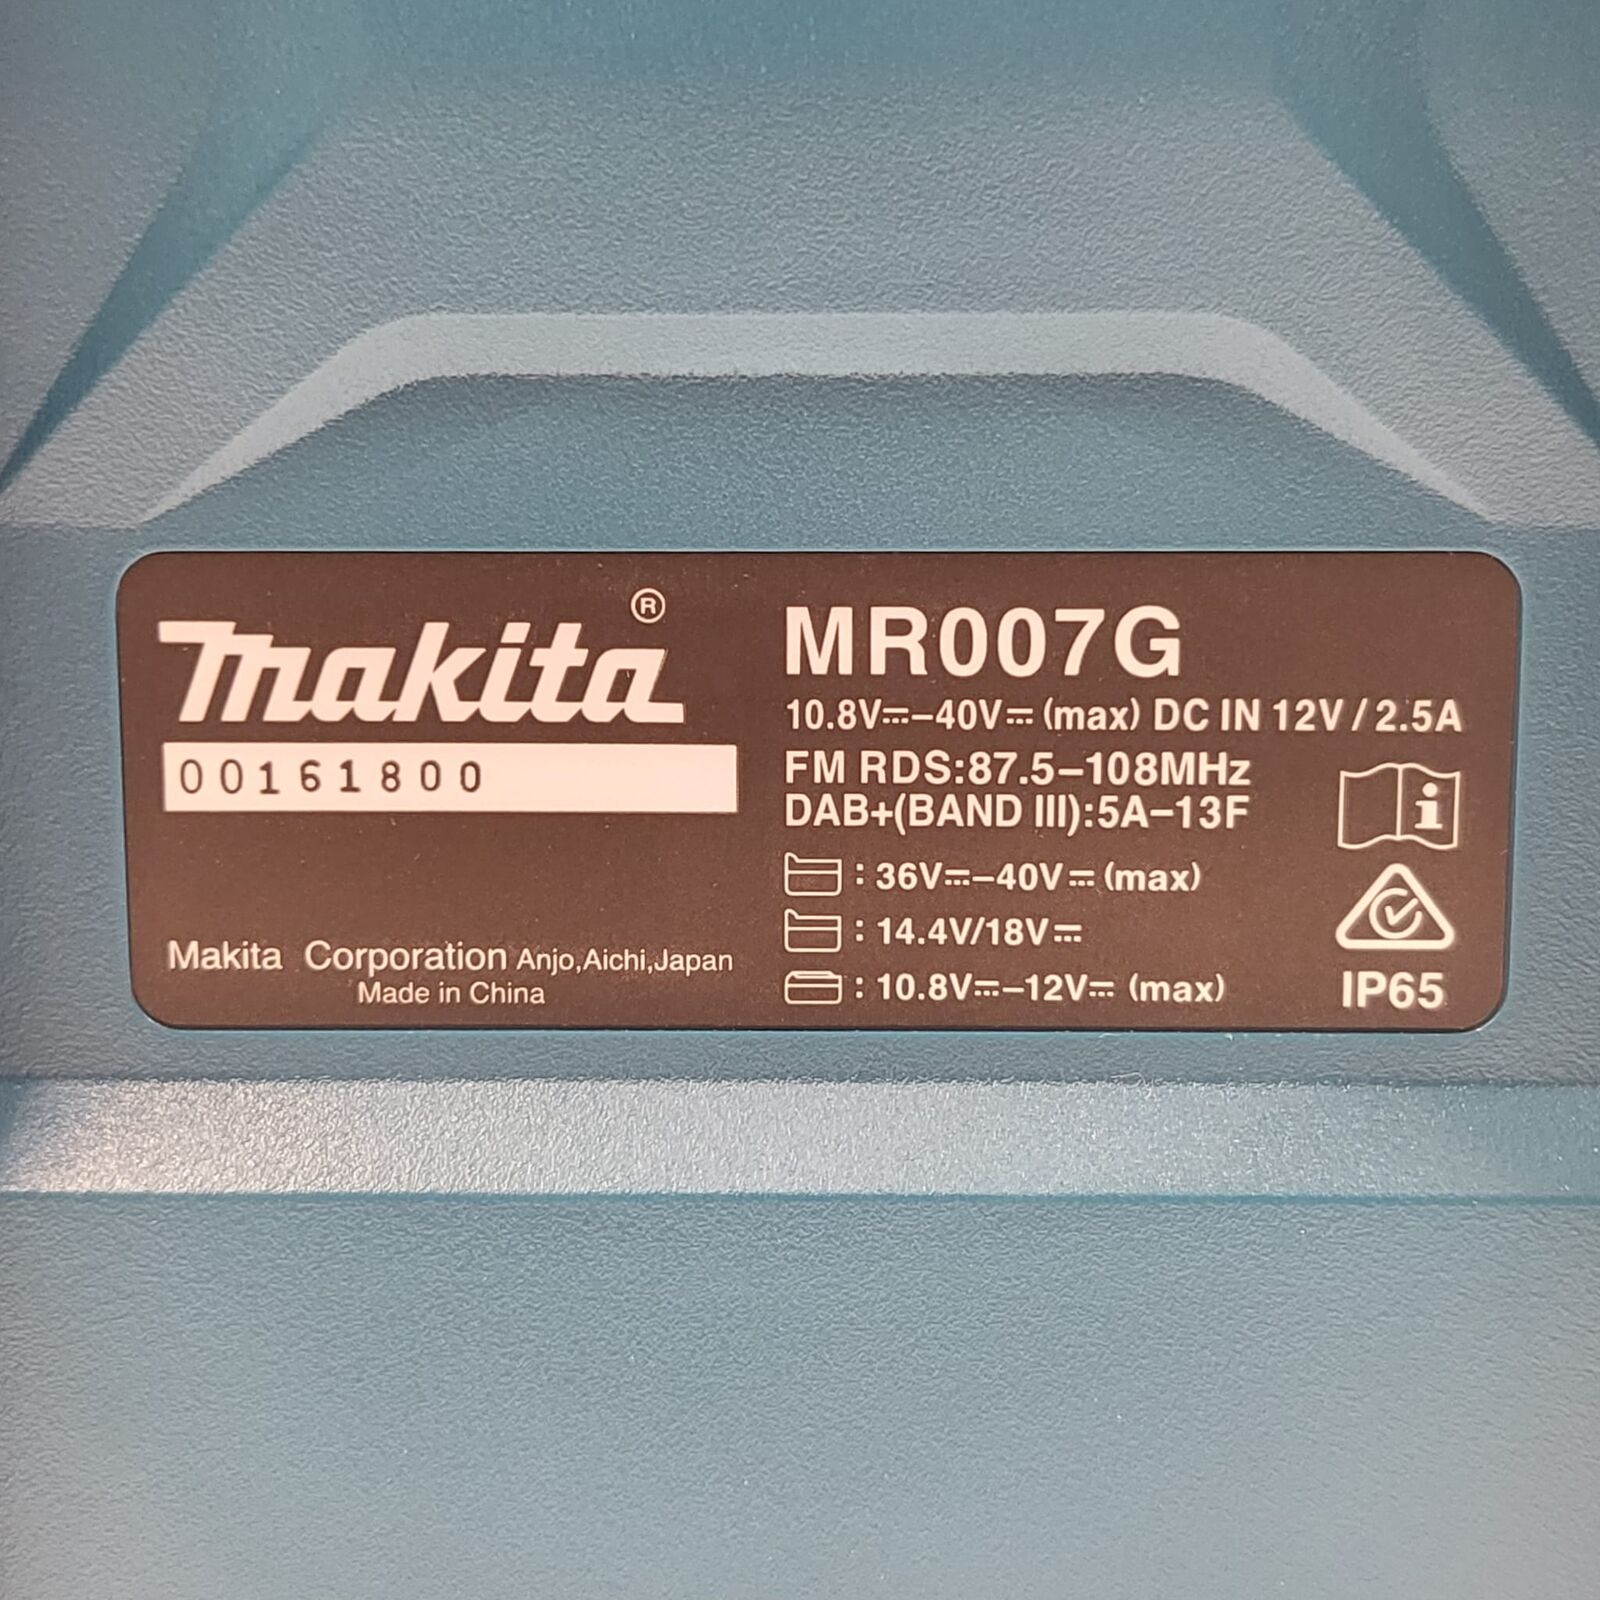 makita®
00161800
Makita Corporation Anjo,Aichi,Japan
Made in China
MR007G
10.8V⎓–40V⎓ (max) DC IN 12V / 2.5A
FM RDS:87.5–108MHz
DAB+(BAND III):5A–13F
: 36V⎓–40V⎓ (max)
: 14.4V/18V⎓
: 10.8V⎓–12V⎓ (max)
i
IP65